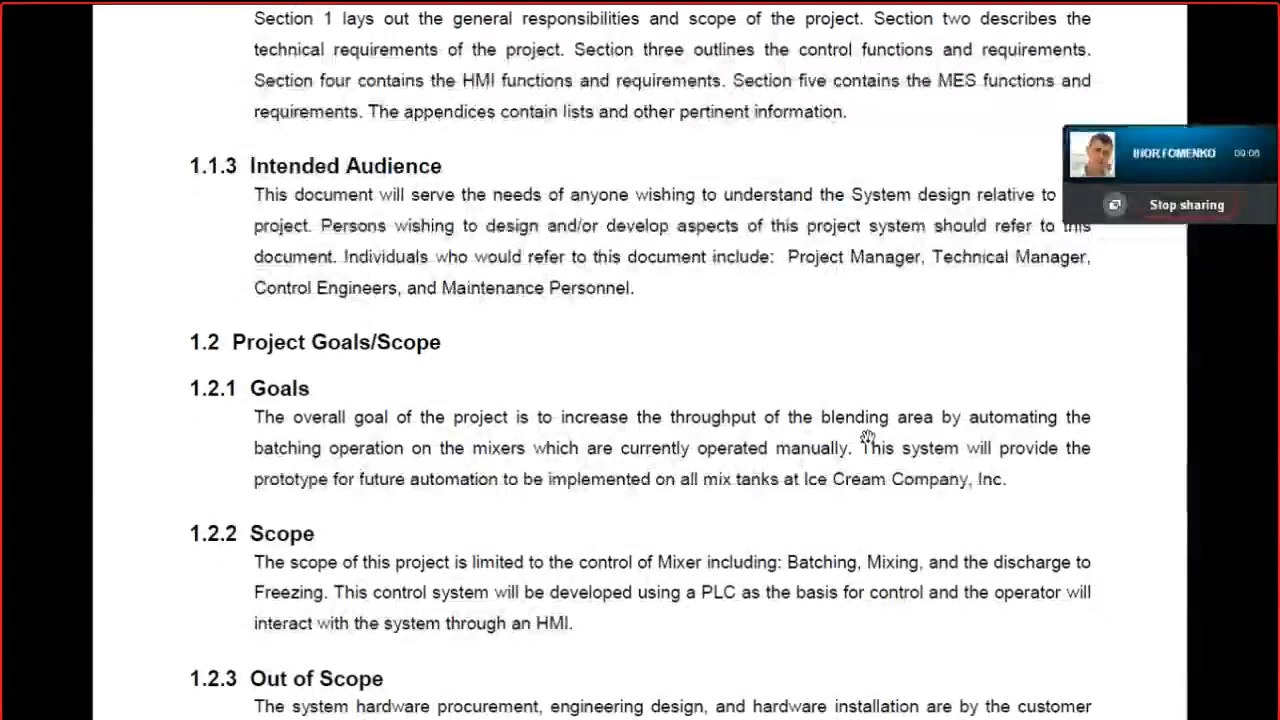 Section 1 lays out the general responsibilities and scope of the project. Section two describes the
technical requirements of the project. Section three outlines the control functions and requirements.
Section four contains the HMI functions and requirements. Section five contains the MES functions and
requirements. The appendices contain lists and other pertinent information.
1.1.3 Intended Audience
This document will serve the needs of anyone wishing to understand the System design relative to
project. Persons wishing to design and/or develop aspects of this project system should refer to this
document. Individuals who would refer to this document include: Project Manager, Technical Manager,
Control Engineers, and Maintenance Personnel.
IHOR FOMENKO 09:06
Stop sharing
1.2 Project Goals/Scope
1.2.1 Goals
The overall goal of the project is to increase the throughput of the blending area by automating the
batching operation on the mixers which are currently operated manually. This system will provide the
prototype for future automation to be implemented on all mix tanks at Ice Cream Company, Inc.
1.2.2 Scope
The scope of this project is limited to the control of Mixer including: Batching, Mixing, and the discharge to
Freezing. This control system will be developed using a PLC as the basis for control and the operator will
interact with the system through an HMI.
1.2.3 Out of Scope
The system hardware procurement, engineering design, and hardware installation are by the customer